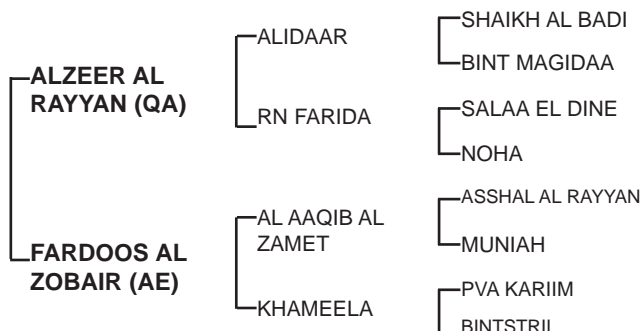 ALZEER AL
RAYYAN (QA)
FARDOOS AL
ZOBAIR (AE)
ALIDAAR
RN FARIDA
AL AAQIB AL
ZAMET
KHAMEELA
SHAIKH AL BADI
BINT MAGIDAA
SALAA EL DINE
NOHA
ASSHAL AL RAYYAN
MUNIAH
PVA KARIIM